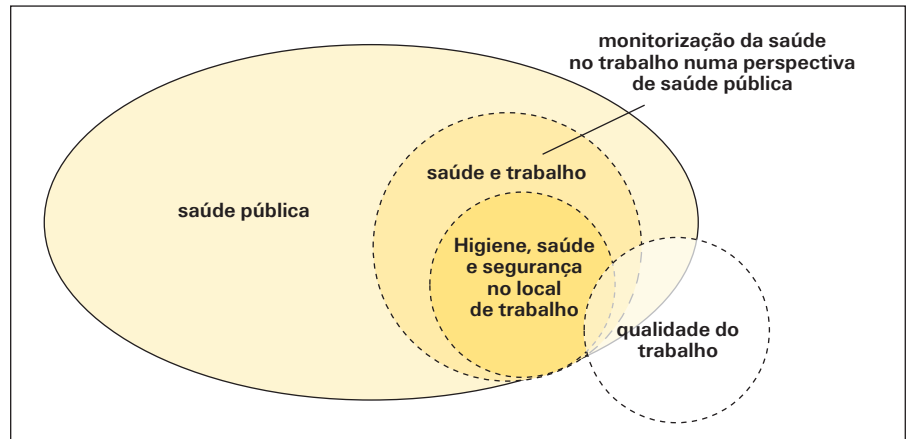 monitorização da saúde
no trabalho numa perspectiva
de saúde pública
saúde e trabalho
saúde pública
Higiene, saúde
e segurança
no local
de trabalho
qualidade do
trabalho